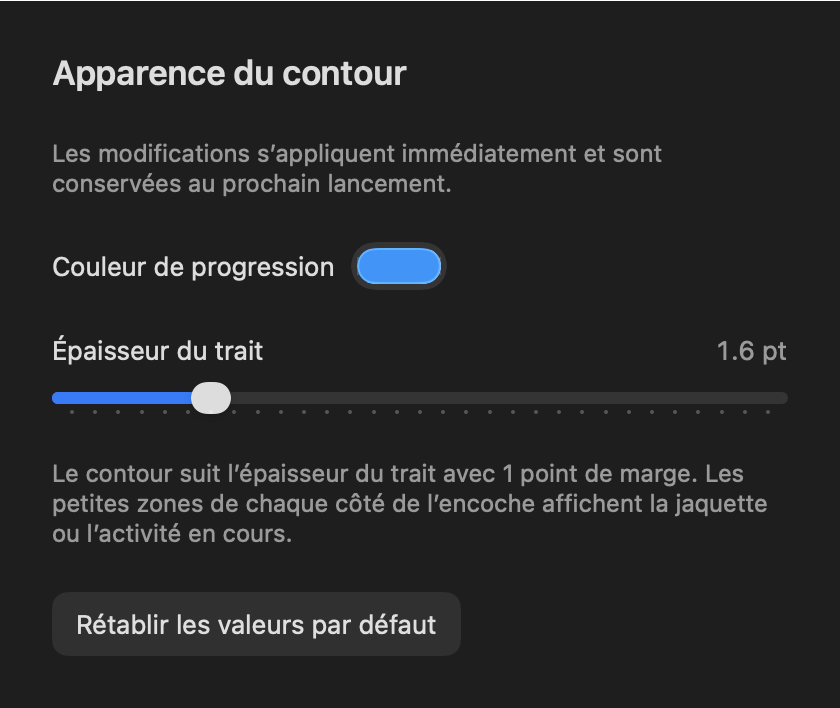 Apparence du contour
Les modifications s’appliquent immédiatement et sont
conservées au prochain lancement.
Couleur de progression
Épaisseur du trait
1.6 pt
Le contour suit l’épaisseur du trait avec 1 point de marge. Les
petites zones de chaque côté de l’encoche affichent la jaquette
ou l’activité en cours.
Rétablir les valeurs par défaut